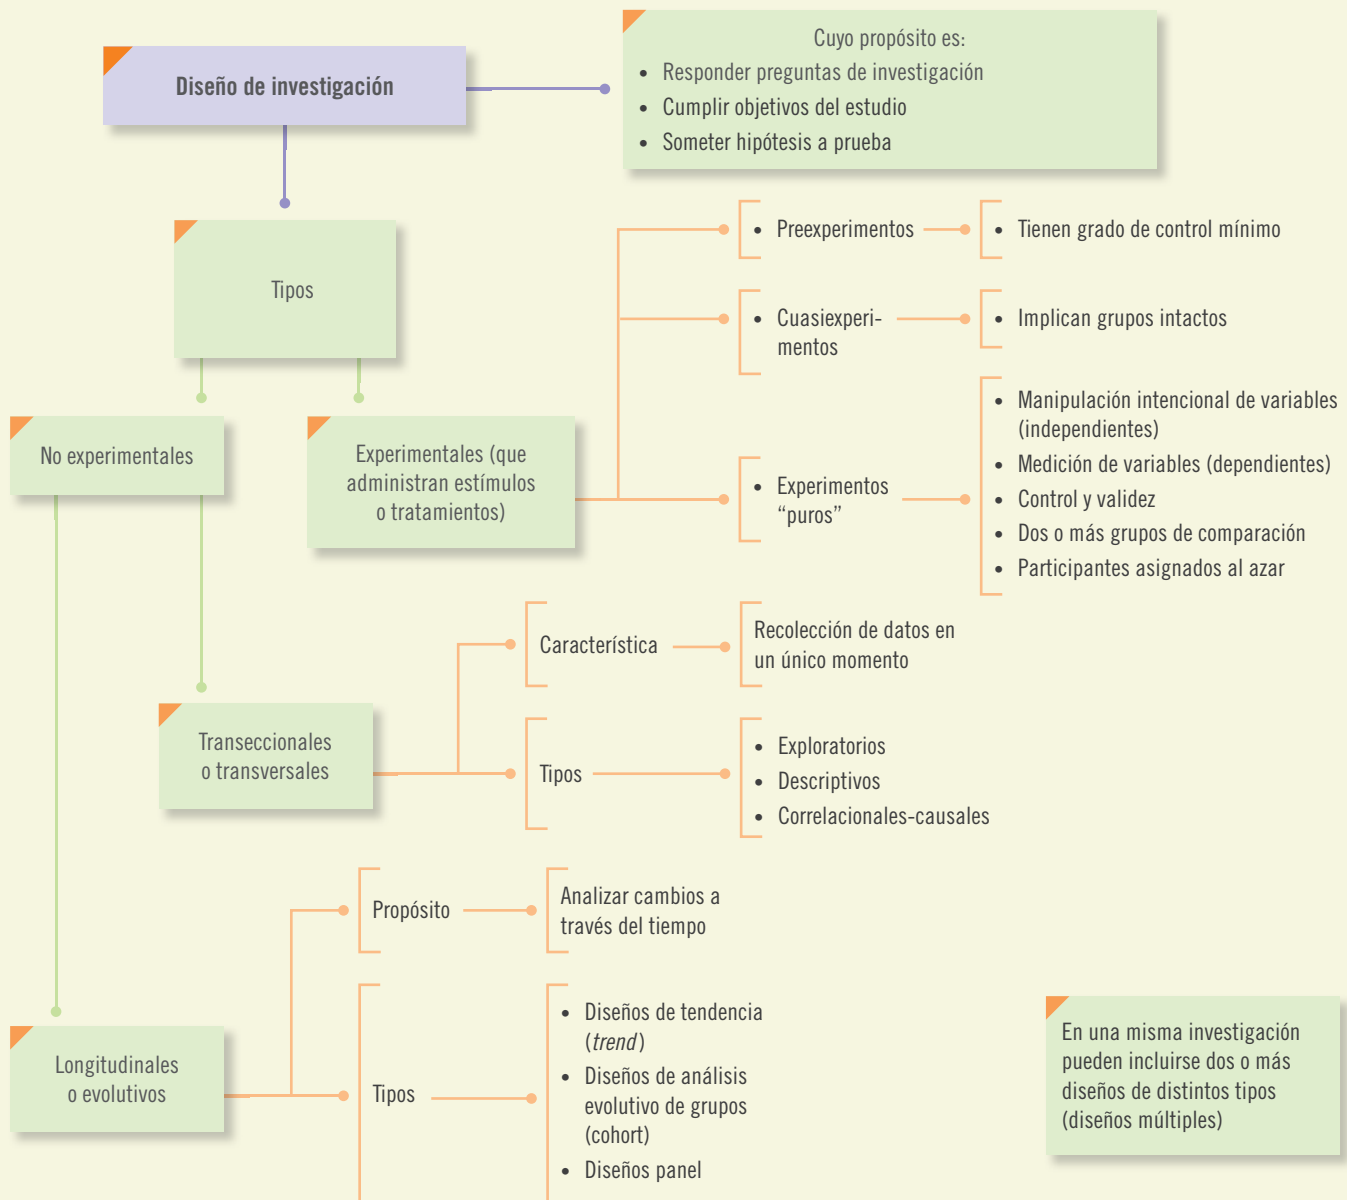 Diseño de investigación
Cuyo propósito es:
• Responder preguntas de investigación
• Cumplir objetivos del estudio
• Someter hipótesis a prueba
Tipos
No experimentales
Experimentales (que
administran estímulos
o tratamientos)
• Preexperimentos
• Tienen grado de control mínimo
• Cuasiexperi-
mentos
• Implican grupos intactos
• Experimentos
“puros”
• Manipulación intencional de variables
(independientes)
• Medición de variables (dependientes)
• Control y validez
• Dos o más grupos de comparación
• Participantes asignados al azar
Transeccionales
o transversales
Característica
Recolección de datos en
un único momento
Tipos
• Exploratorios
• Descriptivos
• Correlacionales-causales
Longitudinales
o evolutivos
Propósito
Analizar cambios a
través del tiempo
Tipos
• Diseños de tendencia
(trend)
• Diseños de análisis
evolutivo de grupos
(cohort)
• Diseños panel
En una misma investigación
pueden incluirse dos o más
diseños de distintos tipos
(diseños múltiples)